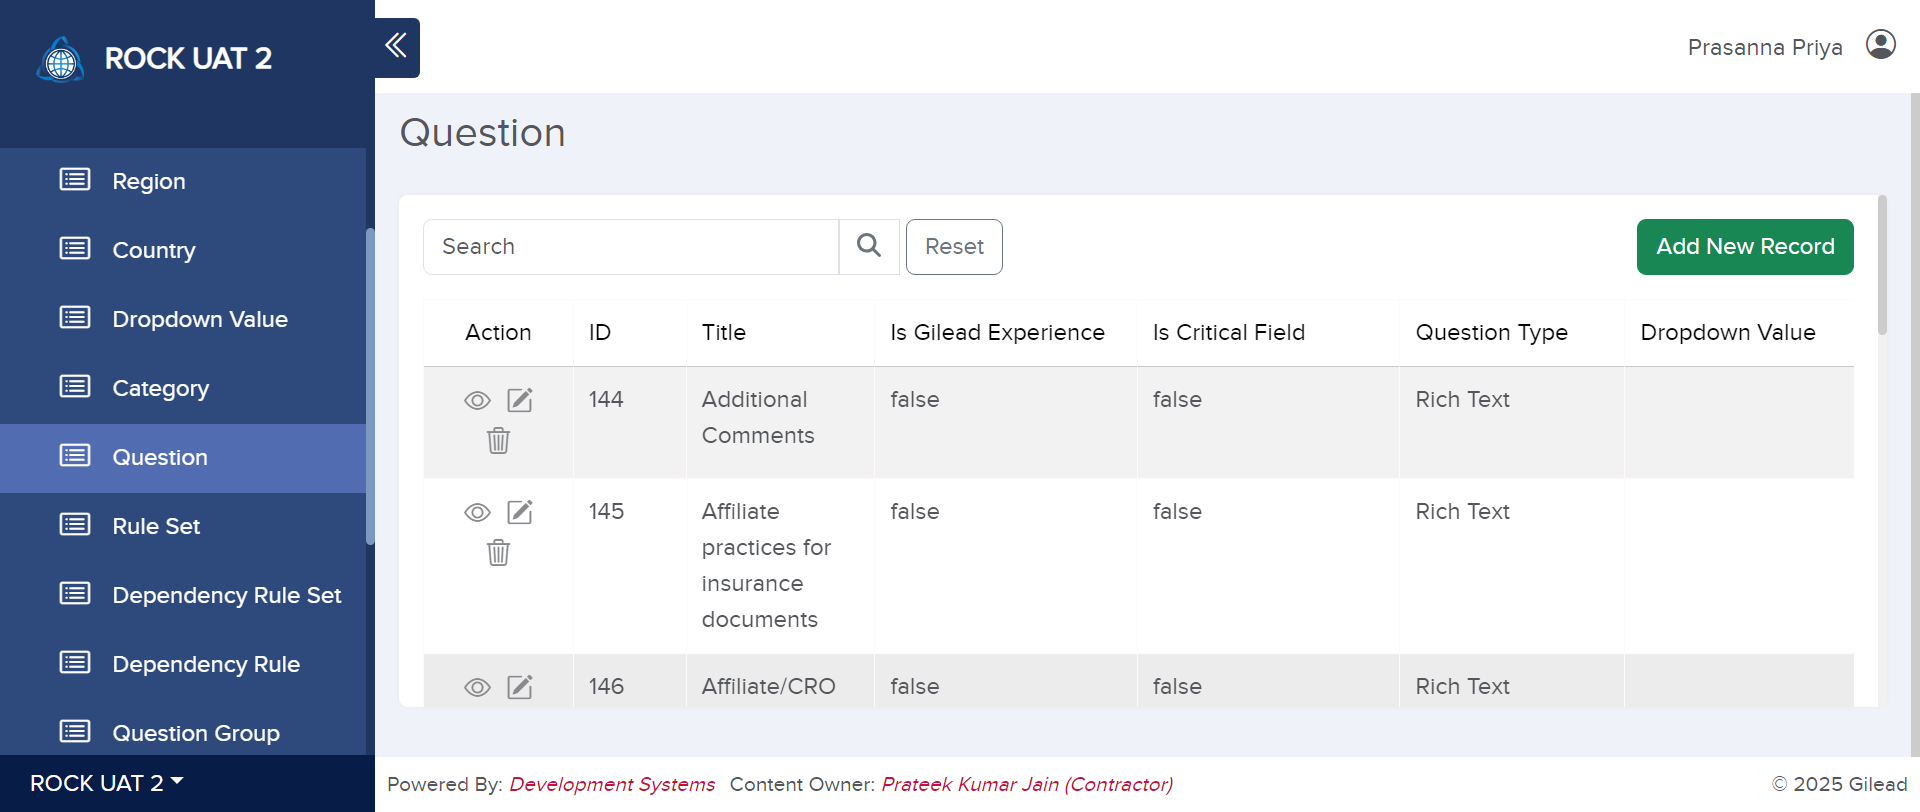 ROCK UAT 2
Prasanna Priya
Region
Country
Dropdown Value
Category
Question
Rule Set
Dependency Rule Set
Dependency Rule
Question Group
ROCK UAT 2
Question
Search
Reset
Add New Record
Action ID Title Is Gilead Experience Is Critical Field Question Type Dropdown Value
144 Additional false false Rich Text
Comments
145 Affiliate false false Rich Text
practices for
insurance
documents
146 Affiliate/CRO false false Rich Text
Powered By: Development Systems Content Owner: Prateek Kumar Jain (Contractor)
© 2025 Gilead